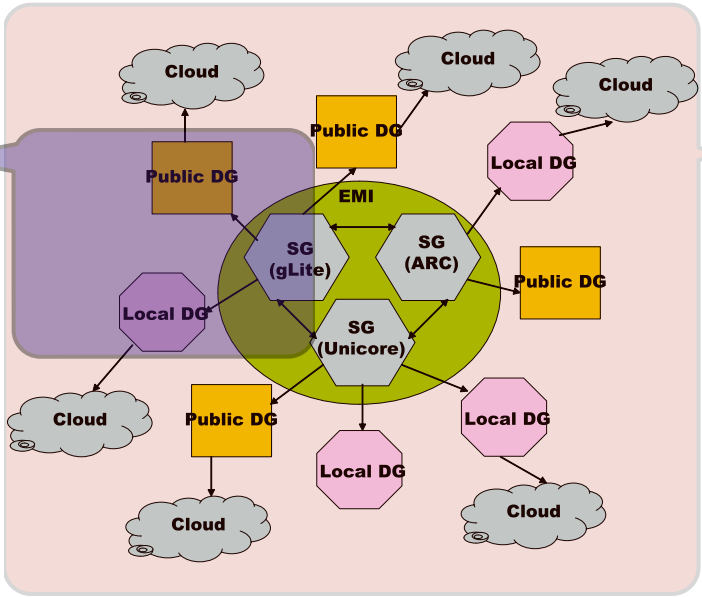 Cloud
Cloud
Cloud
Public DG
Local DG
Public DG
EMI
SG
(gLite)
SG
(ARC)
Public DG
Local DG
SG
(Unicore)
Cloud
Public DG
Local DG
Local DG
Cloud
Cloud